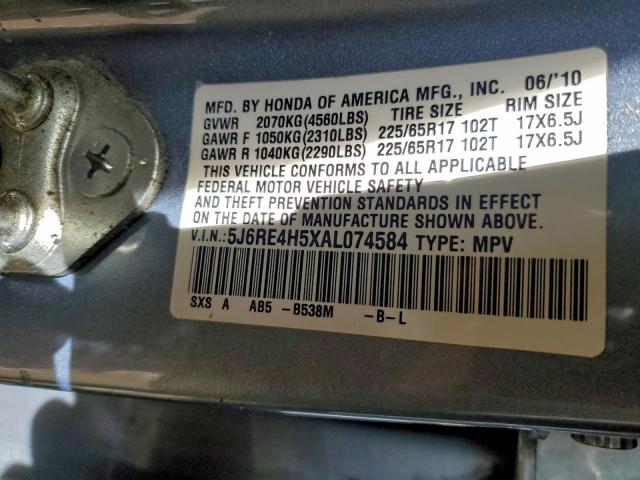 MFD. BY HONDA OF AMERICA MFG., INC. 06/'10
GVWR 2070KG(4560LBS) TIRE SIZE RIM SIZE
GAWR F 1050KG(2310LBS) 225/65R17 102T 17X6.5J
GAWR R 1040KG(2290LBS) 225/65R17 102T 17X6.5J
THIS VEHICLE CONFORMS TO ALL APPLICABLE
FEDERAL MOTOR VEHICLE SAFETY
AND THEFT PREVENTION STANDARDS IN EFFECT
ON THE DATE OF MANUFACTURE SHOWN ABOVE.
V.I.N.:5J6RE4H5XAL074584 TYPE: MPV
SXS A AB5 -B538M -B-L